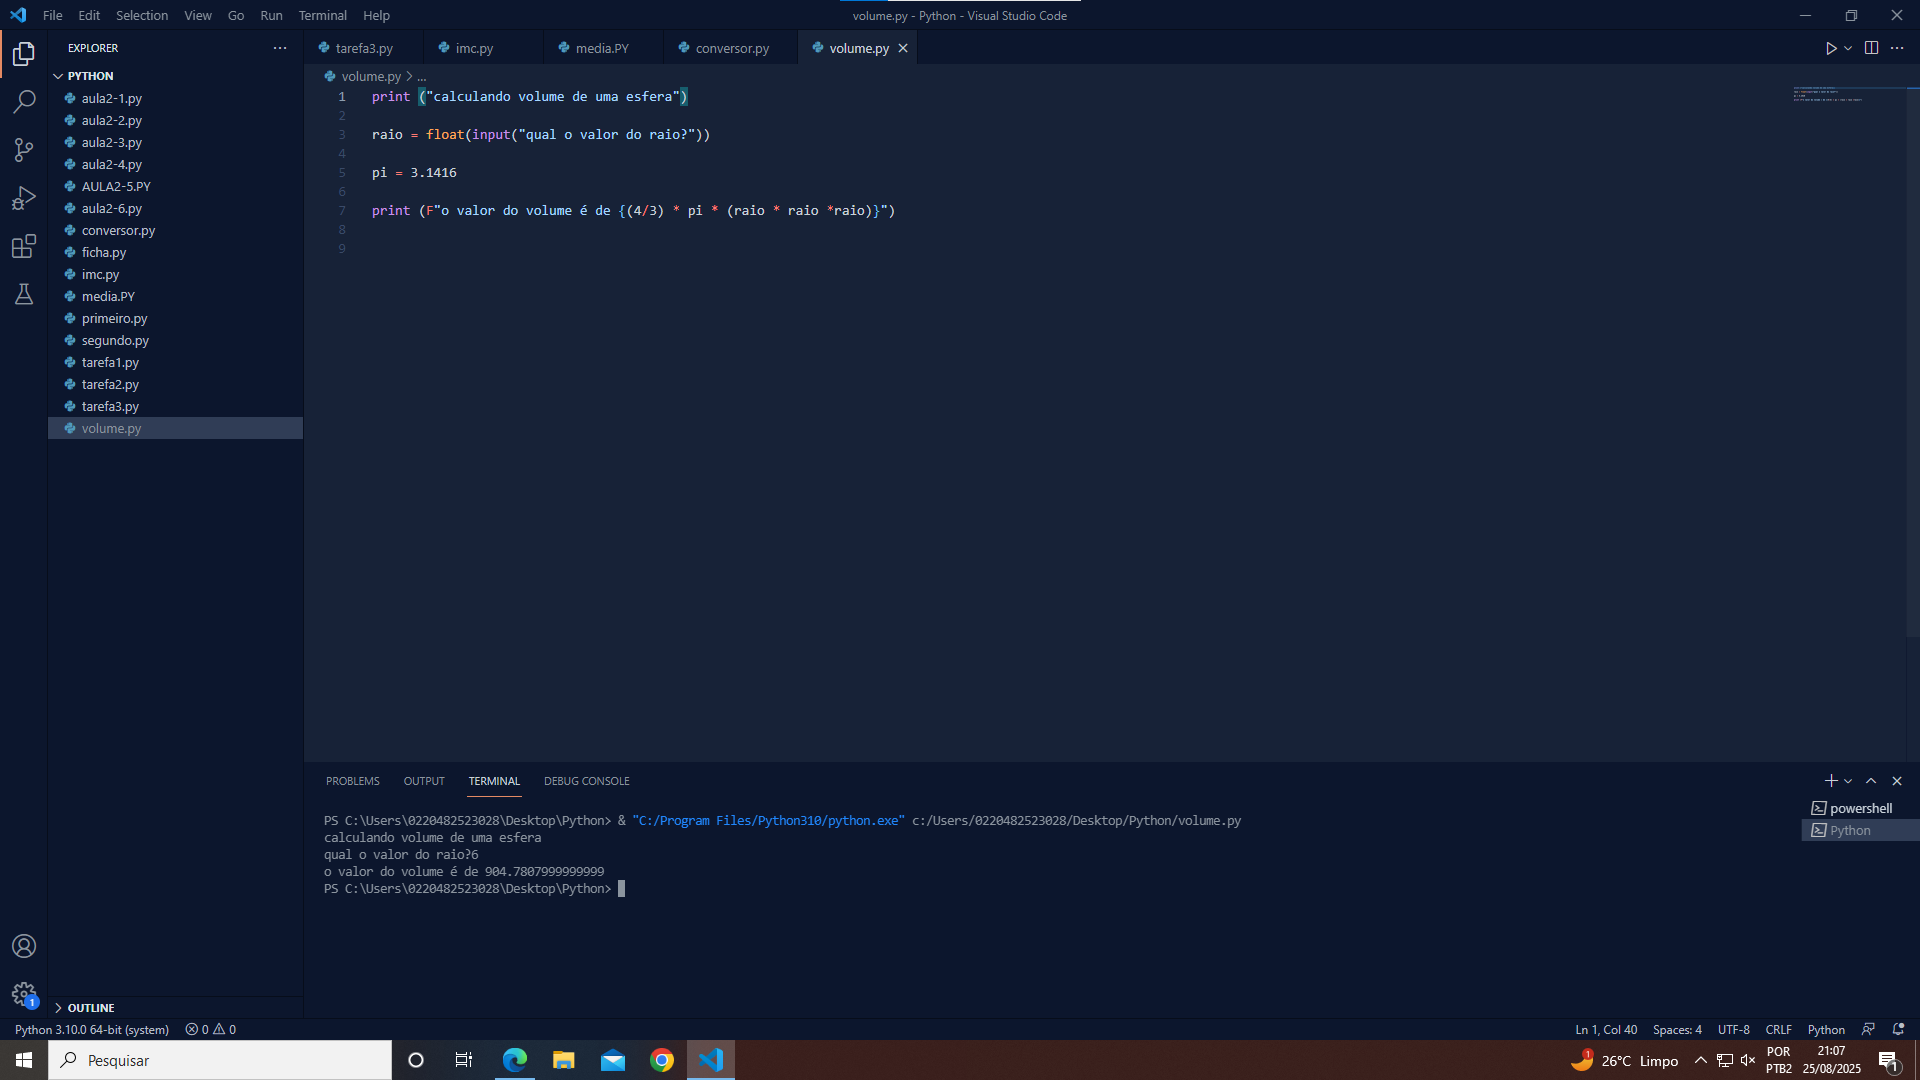 File Edit Selection View Go Run Terminal Help
volume.py - Python - Visual Studio Code
EXPLORER
PYTHON
aula2-1.py
aula2-2.py
aula2-3.py
aula2-4.py
AULA2-5.PY
aula2-6.py
conversor.py
ficha.py
imc.py
media.PY
primeiro.py
segundo.py
tarefa1.py
tarefa2.py
tarefa3.py
volume.py
OUTLINE
tarefa3.py imc.py media.PY conversor.py volume.py
volume.py > ...
1 print ("calculando volume de uma esfera")
2
3 raio = float(input("qual o valor do raio?"))
4
5 pi = 3.1416
6
7 print (F"o valor do volume é de {(4/3) * pi * (raio * raio *raio)}")
8
9
PROBLEMS OUTPUT TERMINAL DEBUG CONSOLE
PS C:\Users\0220482523028\Desktop\Python> & "C:/Program Files/Python310/python.exe" c:/Users/0220482523028/Desktop/Python/volume.py
calculando volume de uma esfera
qual o valor do raio?6
o valor do volume é de 904.7807999999999
PS C:\Users\0220482523028\Desktop\Python>
powershell
Python
1
Python 3.10.0 64-bit (system) 0 0
Ln 1, Col 40 Spaces: 4 UTF-8 CRLF Python
Pesquisar
1
26°C Limpo
POR
PTB2
21:07
25/08/2025
1